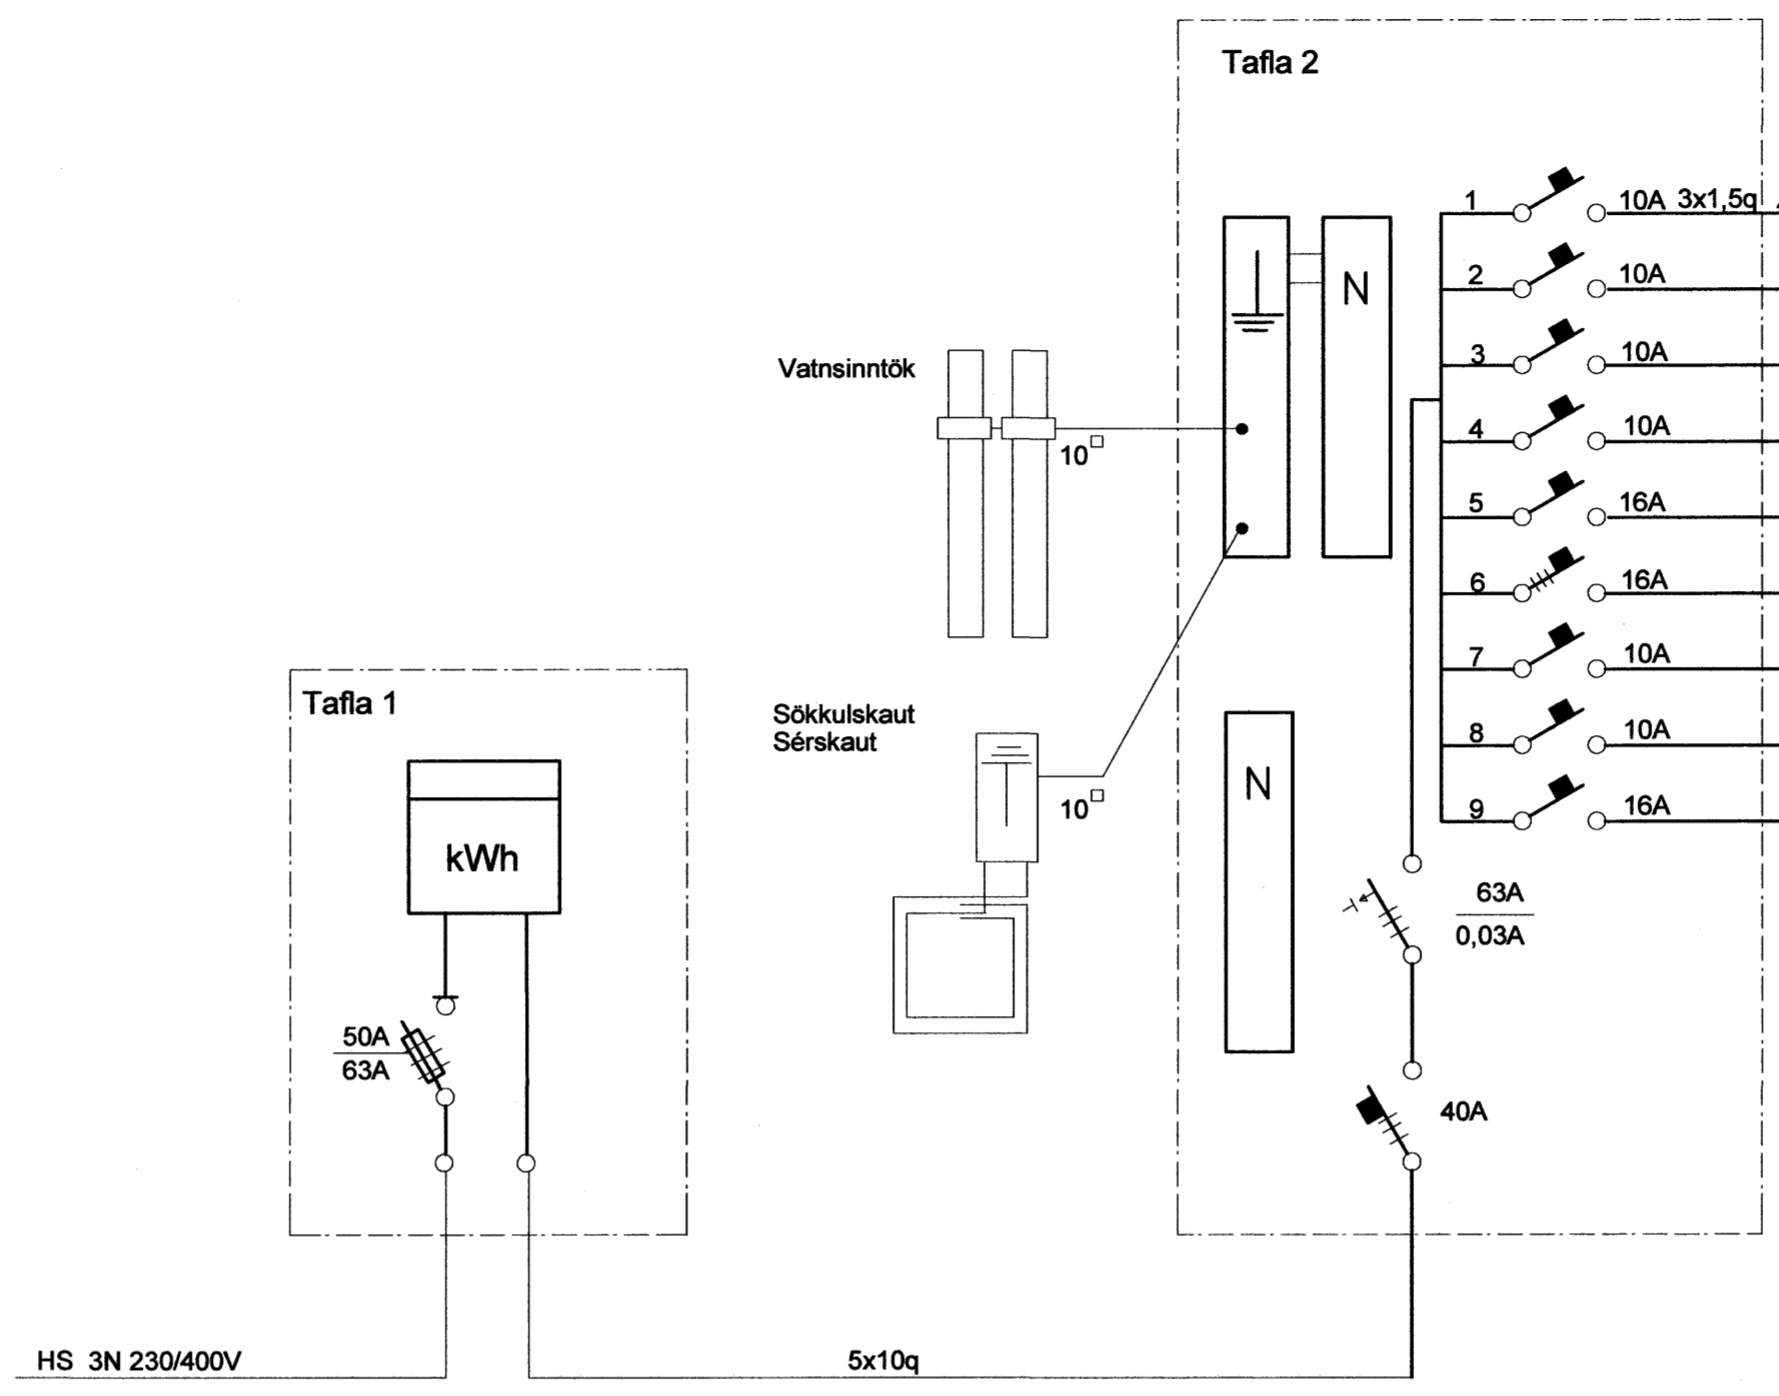 Tafla 2
1 10A 3x1,5q
2 10A
3 10A
4 10A
5 16A
6 16A
7 10A
8 10A
9 16A
N
Vatnsinntök
10□
Sökkulskaut
Sérskaut
10□
N
63A
0,03A
40A
Tafla 1
kWh
50A
63A
HS 3N 230/400V
5x10q